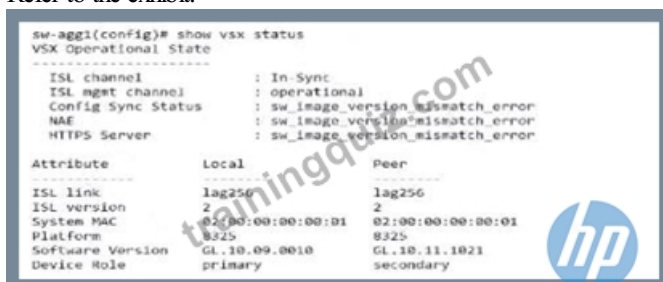 Refer to the exhibit.
sw-agg1(config)# show vsx status
VSX Operational State
---------------------
ISL channel : In-Sync
ISL mgmt channel : operational
Config Sync Status : sw_image_version_mismatch_error
NAE : sw_image_version_mismatch_error
HTTPS Server : sw_image_version_mismatch_error
Attribute Local Peer
------------ -------- --------
ISL link lag256 lag256
ISL version 2 2
System MAC 02:00:00:00:00:01 02:00:00:00:00:01
Platform 8325 8325
Software Version GL.10.09.0010 GL.10.11.1021
Device Role primary secondary
trainingquiz.com
hp